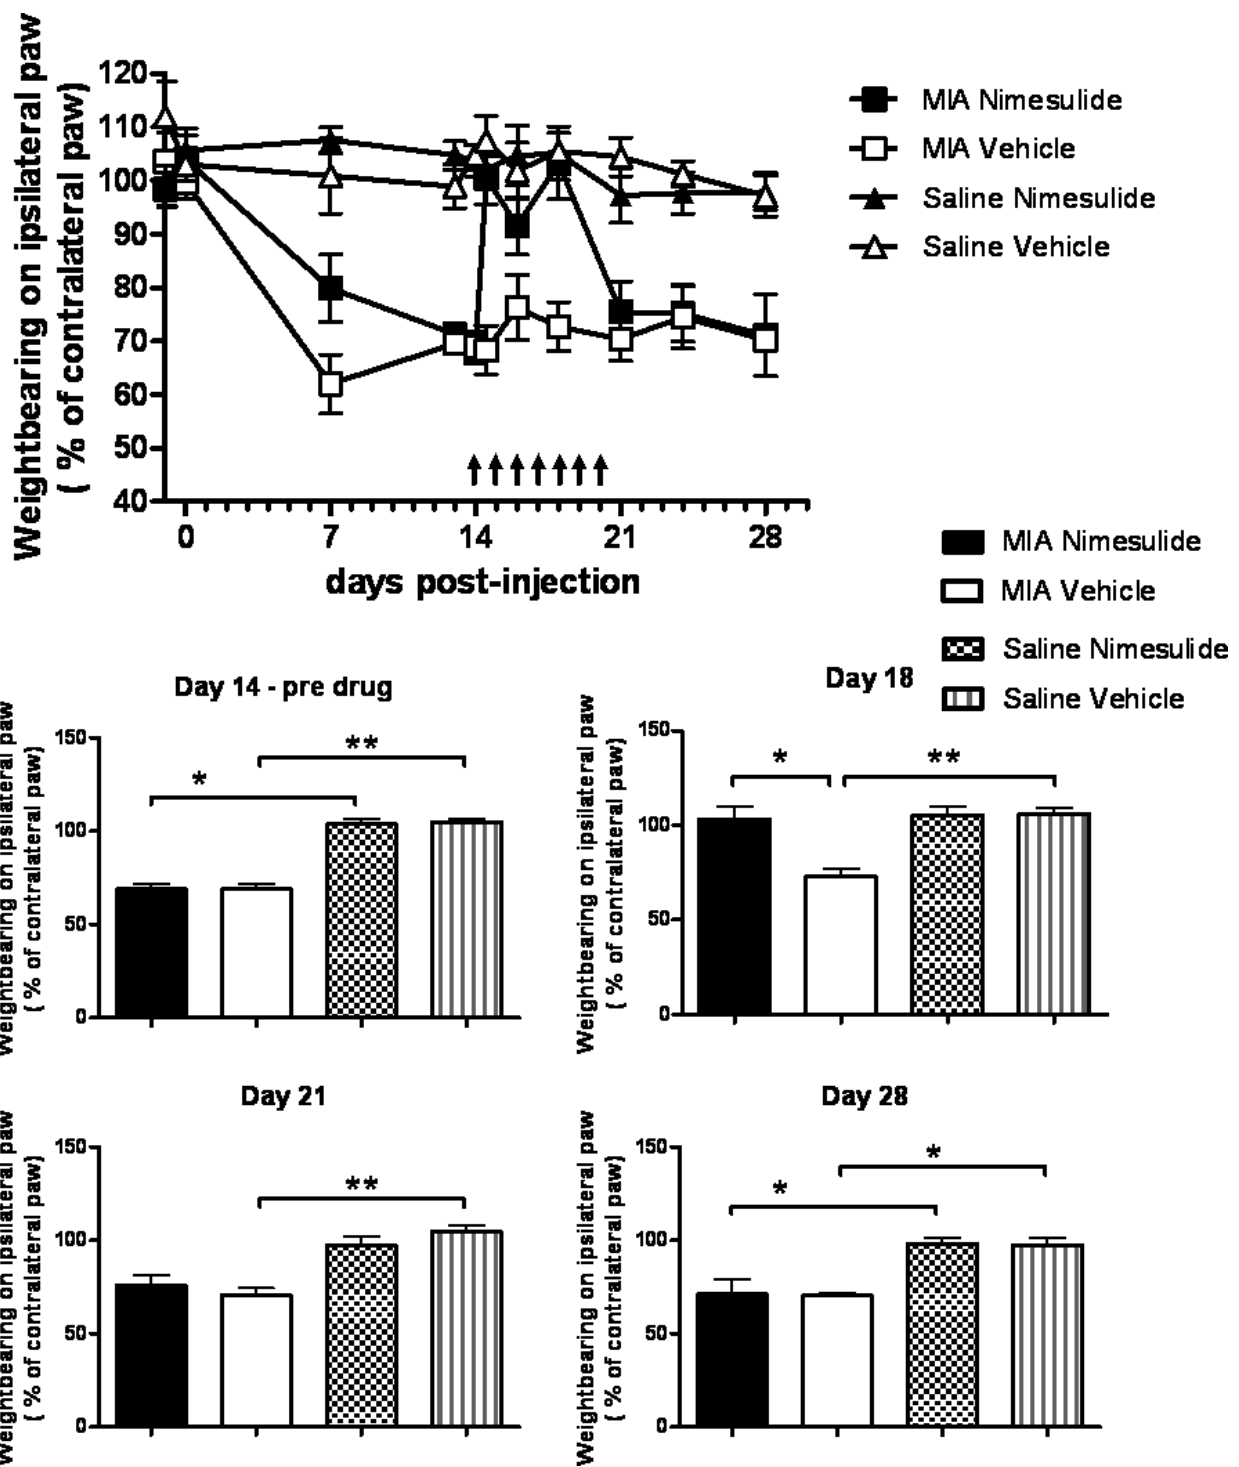 Weightbearing on ipsilateral paw
( % of contralateral paw)
120
110
100
90
80
70
60
50
40
0
7
14
21
28
days post-injection
MIA Nimesulide
MIA Vehicle
Saline Nimesulide
Saline Vehicle
MIA Nimesulide
MIA Vehicle
Saline Nimesulide
Saline Vehicle
Day 14 - pre drug
Weightbearing on ipsilateral paw
( % of contralateral paw)
150
100
50
0
*
**
Day 18
Weightbearing on ipsilateral paw
( % of contralateral paw)
150
100
50
0
*
**
Day 21
Weightbearing on ipsilateral paw
( % of contralateral paw)
150
100
50
0
**
Day 28
Weightbearing on ipsilateral paw
( % of contralateral paw)
150
100
50
0
*
*